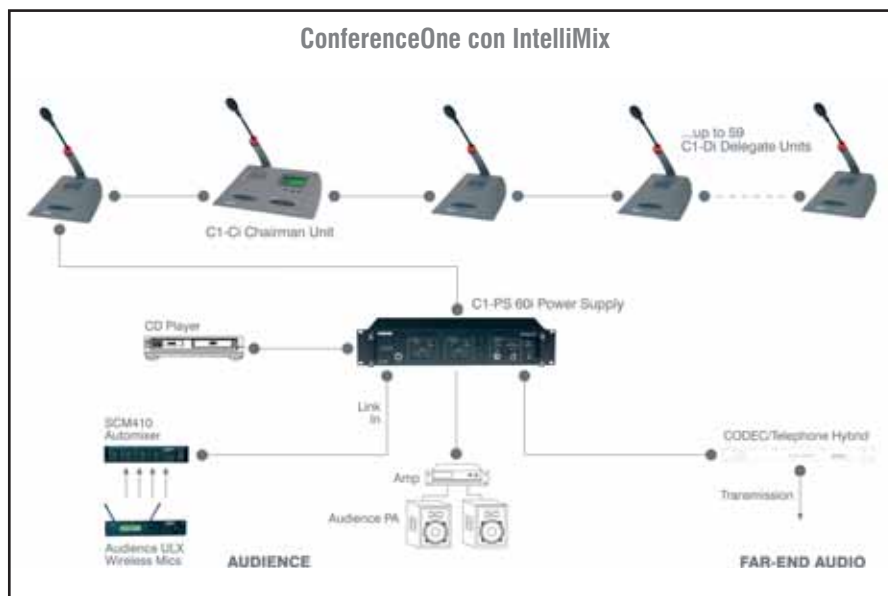 ConferenceOne con IntelliMix
...up to 59
C1-Di Delegate Units
C1-Ci Chairman Unit
C1-PS 60i Power Supply
CD Player
Link
In
SCM410
Automixer
CODEC/Telephone Hybrid
Amp
Transmission
Audience PA
Audience ULX
Wireless Mics
AUDIENCE
FAR-END AUDIO